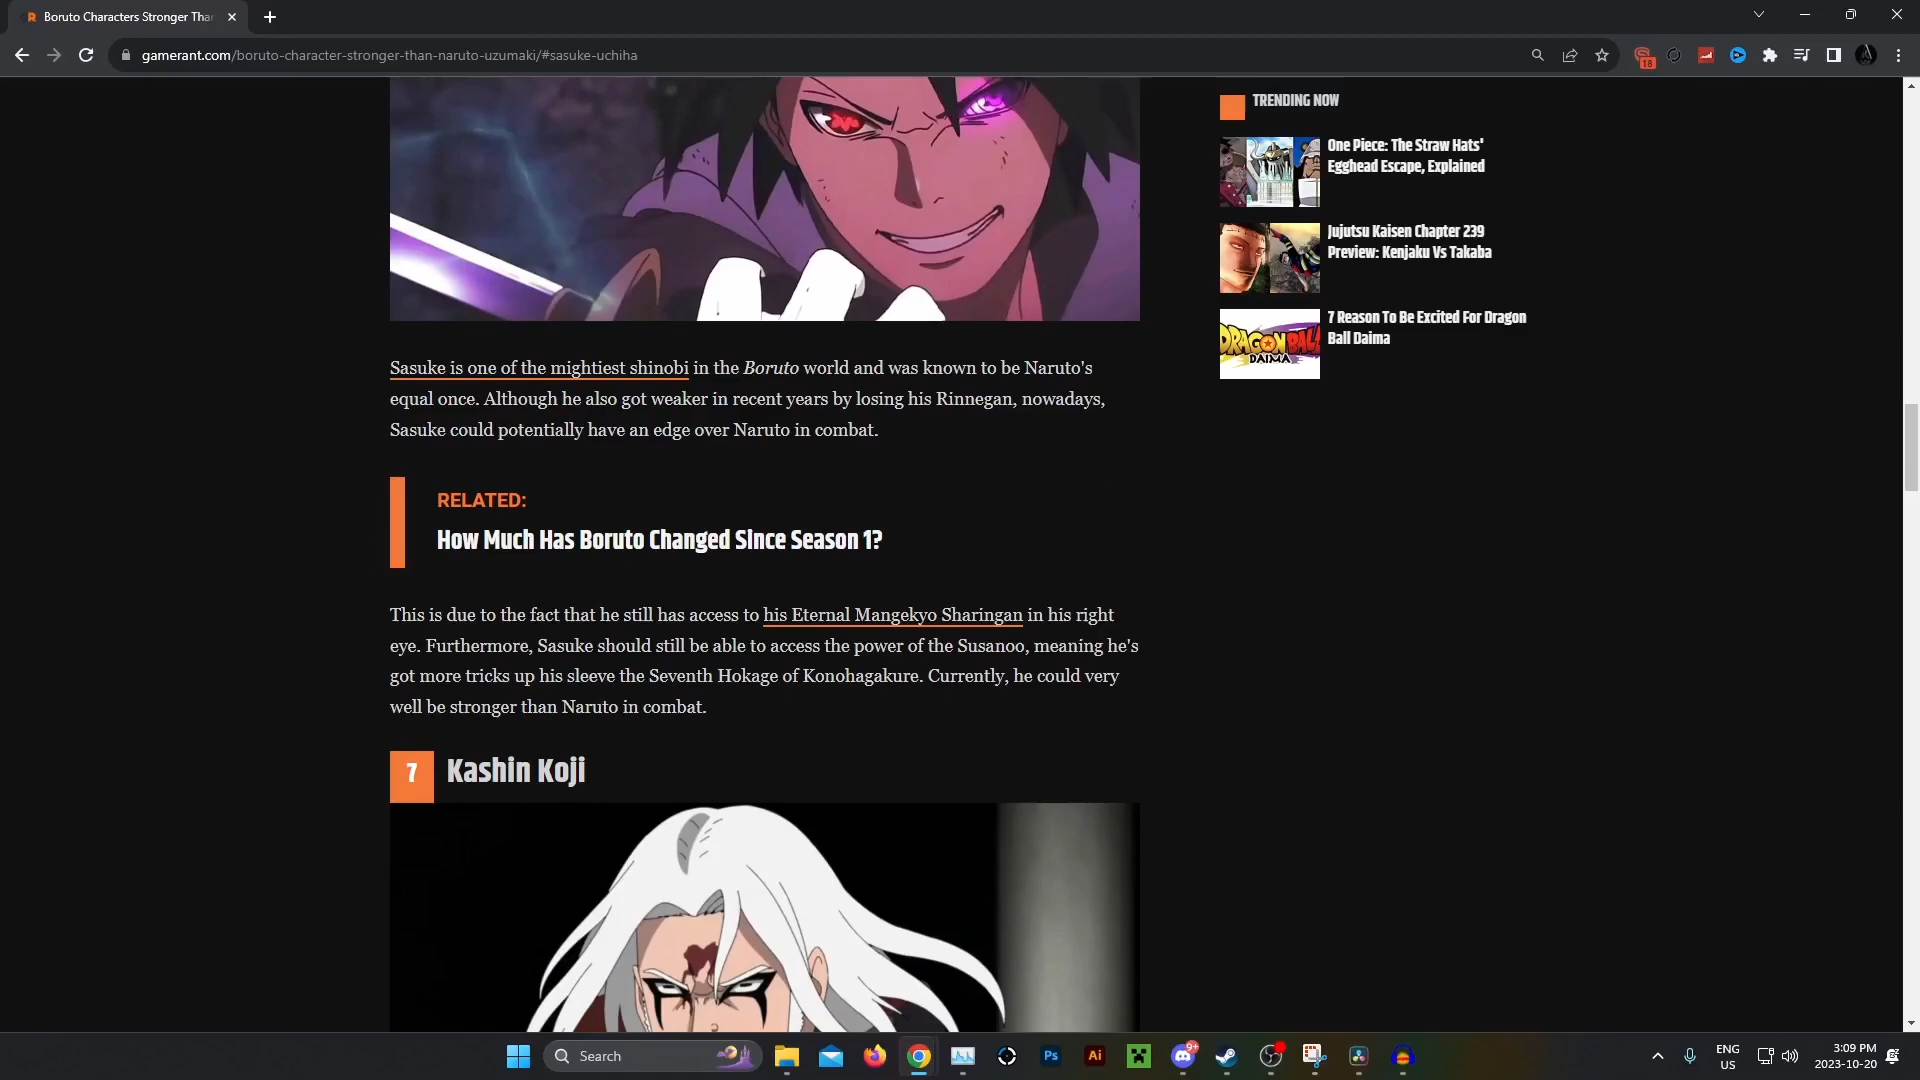 Boruto Characters Stronger Tha
gamerant.com/boruto-character-stronger-than-naruto-uzumaki/#sasuke-uchiha
18
TRENDING NOW
One Piece: The Straw Hats'
Egghead Escape, Explained
Jujutsu Kaisen Chapter 239
Preview: Kenjaku Vs Takaba
DRAGON BALL
DAIMA
7 Reason To Be Excited For Dragon
Ball Daima
Sasuke is one of the mightiest shinobi in the Boruto world and was known to be Naruto's
equal once. Although he also got weaker in recent years by losing his Rinnegan, nowadays,
Sasuke could potentially have an edge over Naruto in combat.
RELATED:
How Much Has Boruto Changed Since Season 1?
This is due to the fact that he still has access to his Eternal Mangekyo Sharingan in his right
eye. Furthermore, Sasuke should still be able to access the power of the Susanoo, meaning he's
got more tricks up his sleeve the Seventh Hokage of Konohagakure. Currently, he could very
well be stronger than Naruto in combat.
7 Kashin Koji
Search
Ps
Ai
9+
ENG
US
3:09 PM
2023-10-20